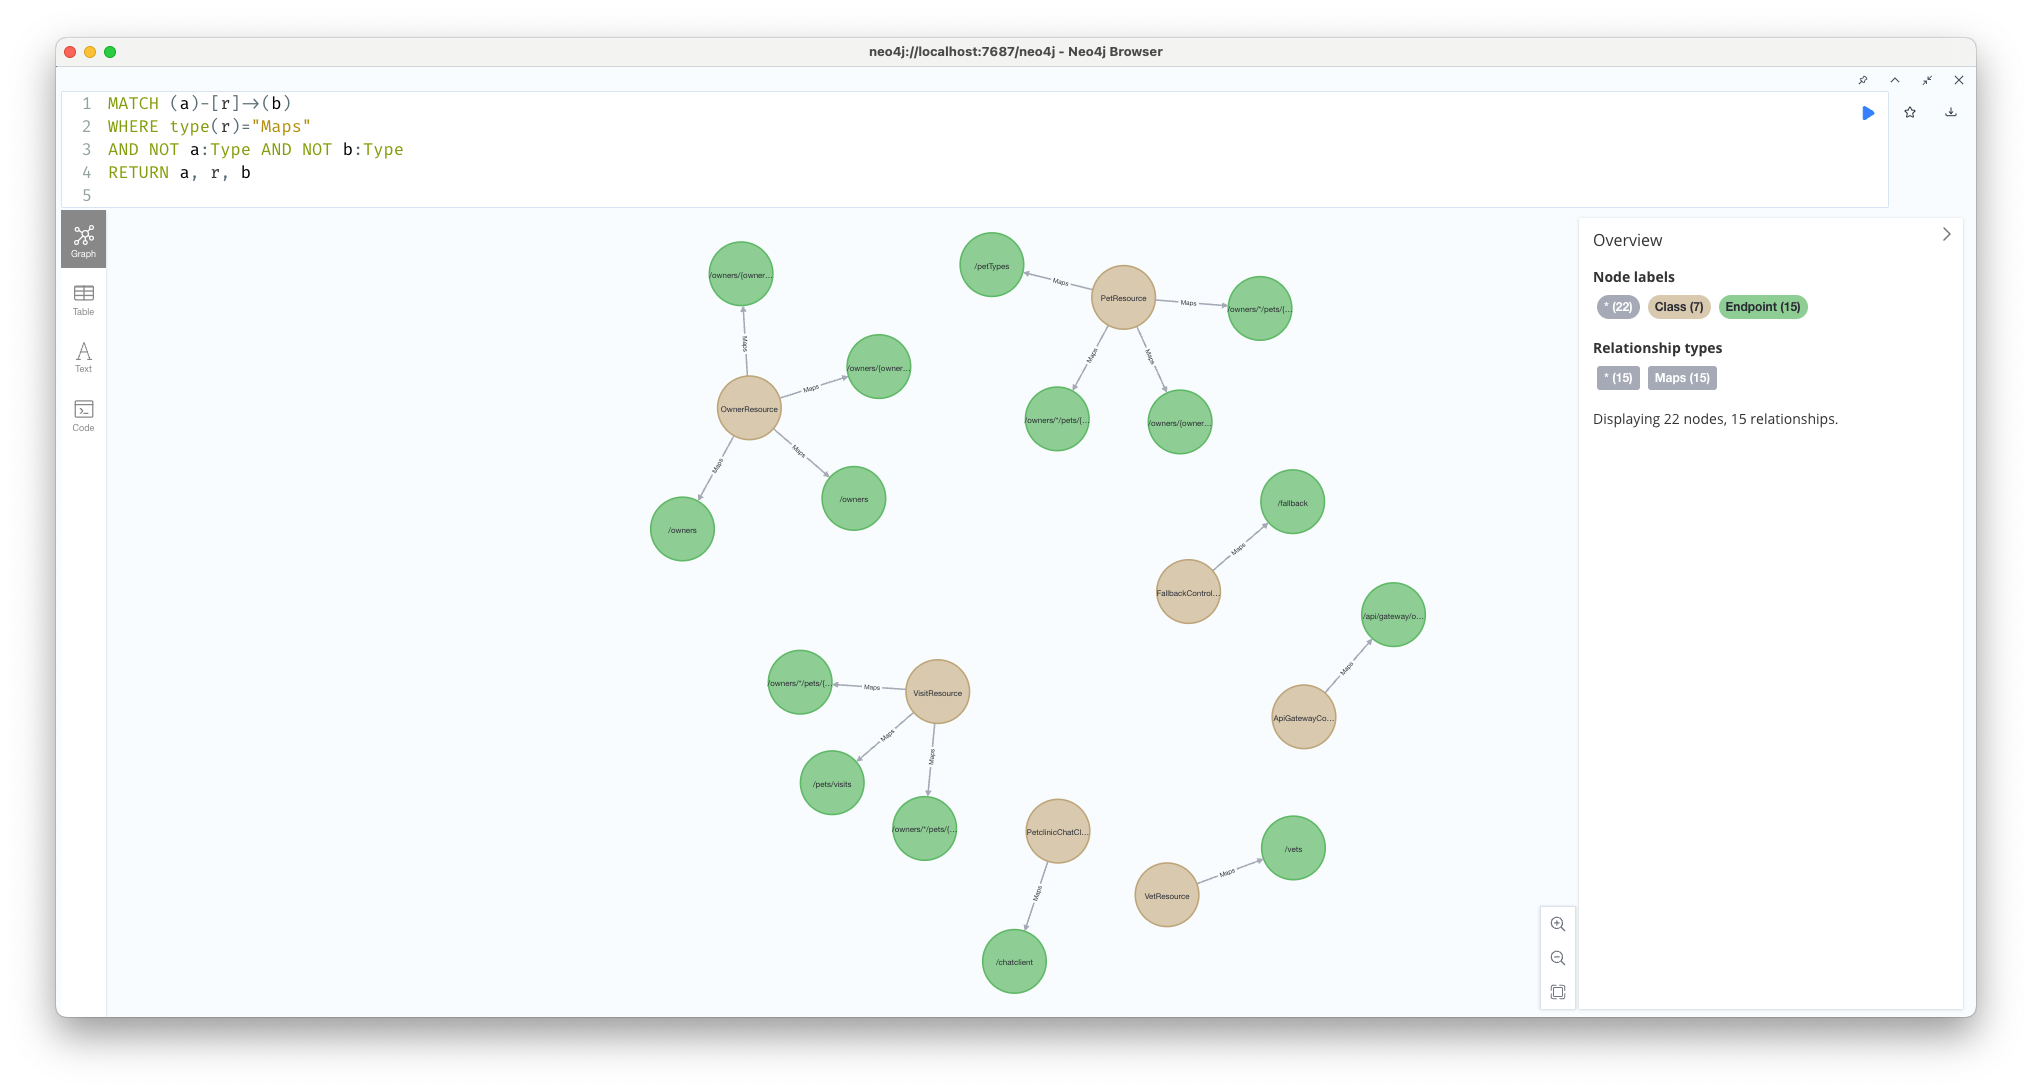 neo4j://localhost:7687/neo4j - Neo4j Browser
1 MATCH (a)-[r]->(b)
2 WHERE type(r)="Maps"
3 AND NOT a:Type AND NOT b:Type
4 RETURN a, r, b
5
Graph
Table
Text
Code
/owners/{owner...
Maps
/owners/{owner...
Maps
OwnerResource
Maps
Maps
/owners
/owners
/petTypes
Maps
PetResource
Maps
/owners/*/pets/{...
Maps
Maps
/owners/*/pets/{...
/owners/{owner...
/fallback
Maps
FallbackControl...
/api/gateway/o...
Maps
ApiGatewayCo...
/owners/*/pets/{...
Maps
VisitResource
Maps
Maps
/pets/visits
/owners/*/pets/{...
PetclinicChatCl...
Maps
/chatclient
/vets
Maps
VetResource
Overview
Node labels
* (22) Class (7) Endpoint (15)
Relationship types
* (15) Maps (15)
Displaying 22 nodes, 15 relationships.